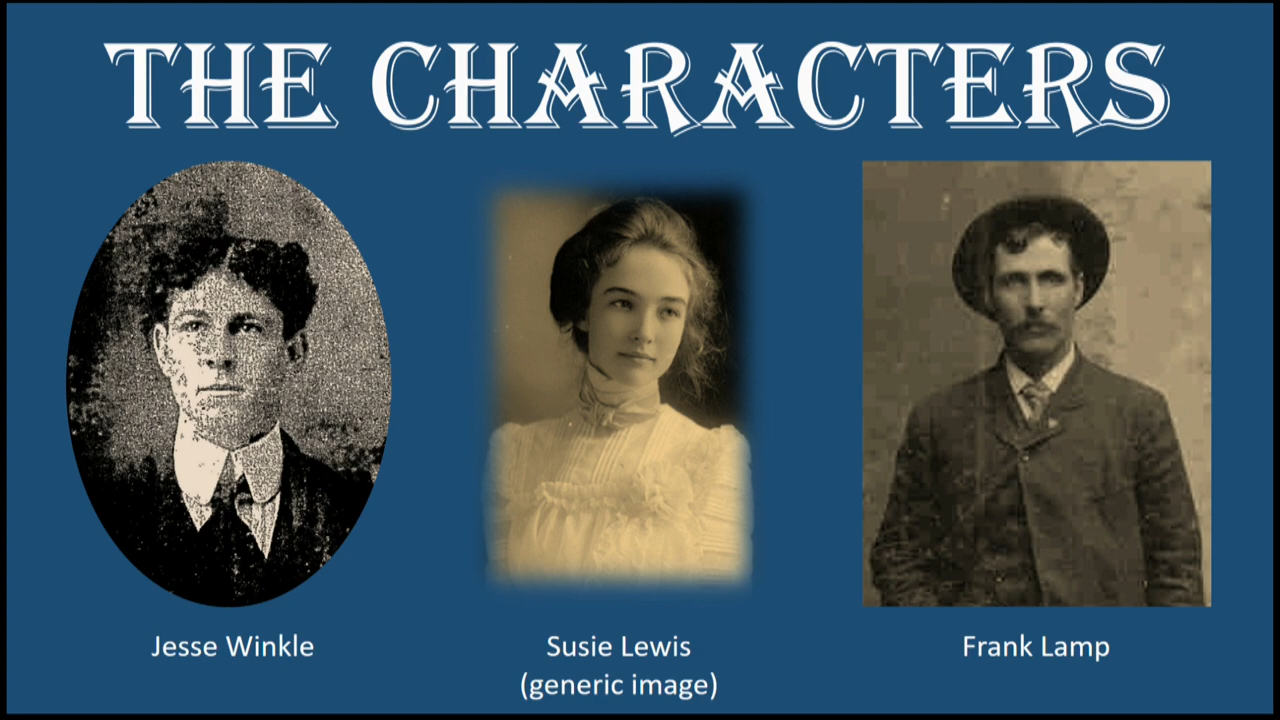 THE CHARACTERS
Jesse Winkle
Susie Lewis
(generic image)
Frank Lamp